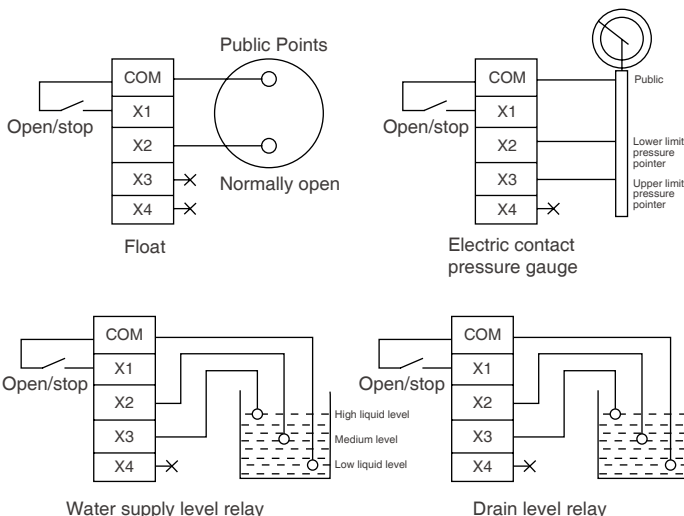 Public Points
COM
X1
X2
X3
X4
Open/stop
Normally open
Float
COM
X1
X2
X3
X4
Open/stop
Public
Lower limit
pressure
pointer
Upper limit
pressure
pointer
Electric contact
pressure gauge
COM
X1
X2
X3
X4
Open/stop
High liquid level
Medium level
Low liquid level
Water supply level relay
COM
X1
X2
X3
X4
Open/stop
Drain level relay